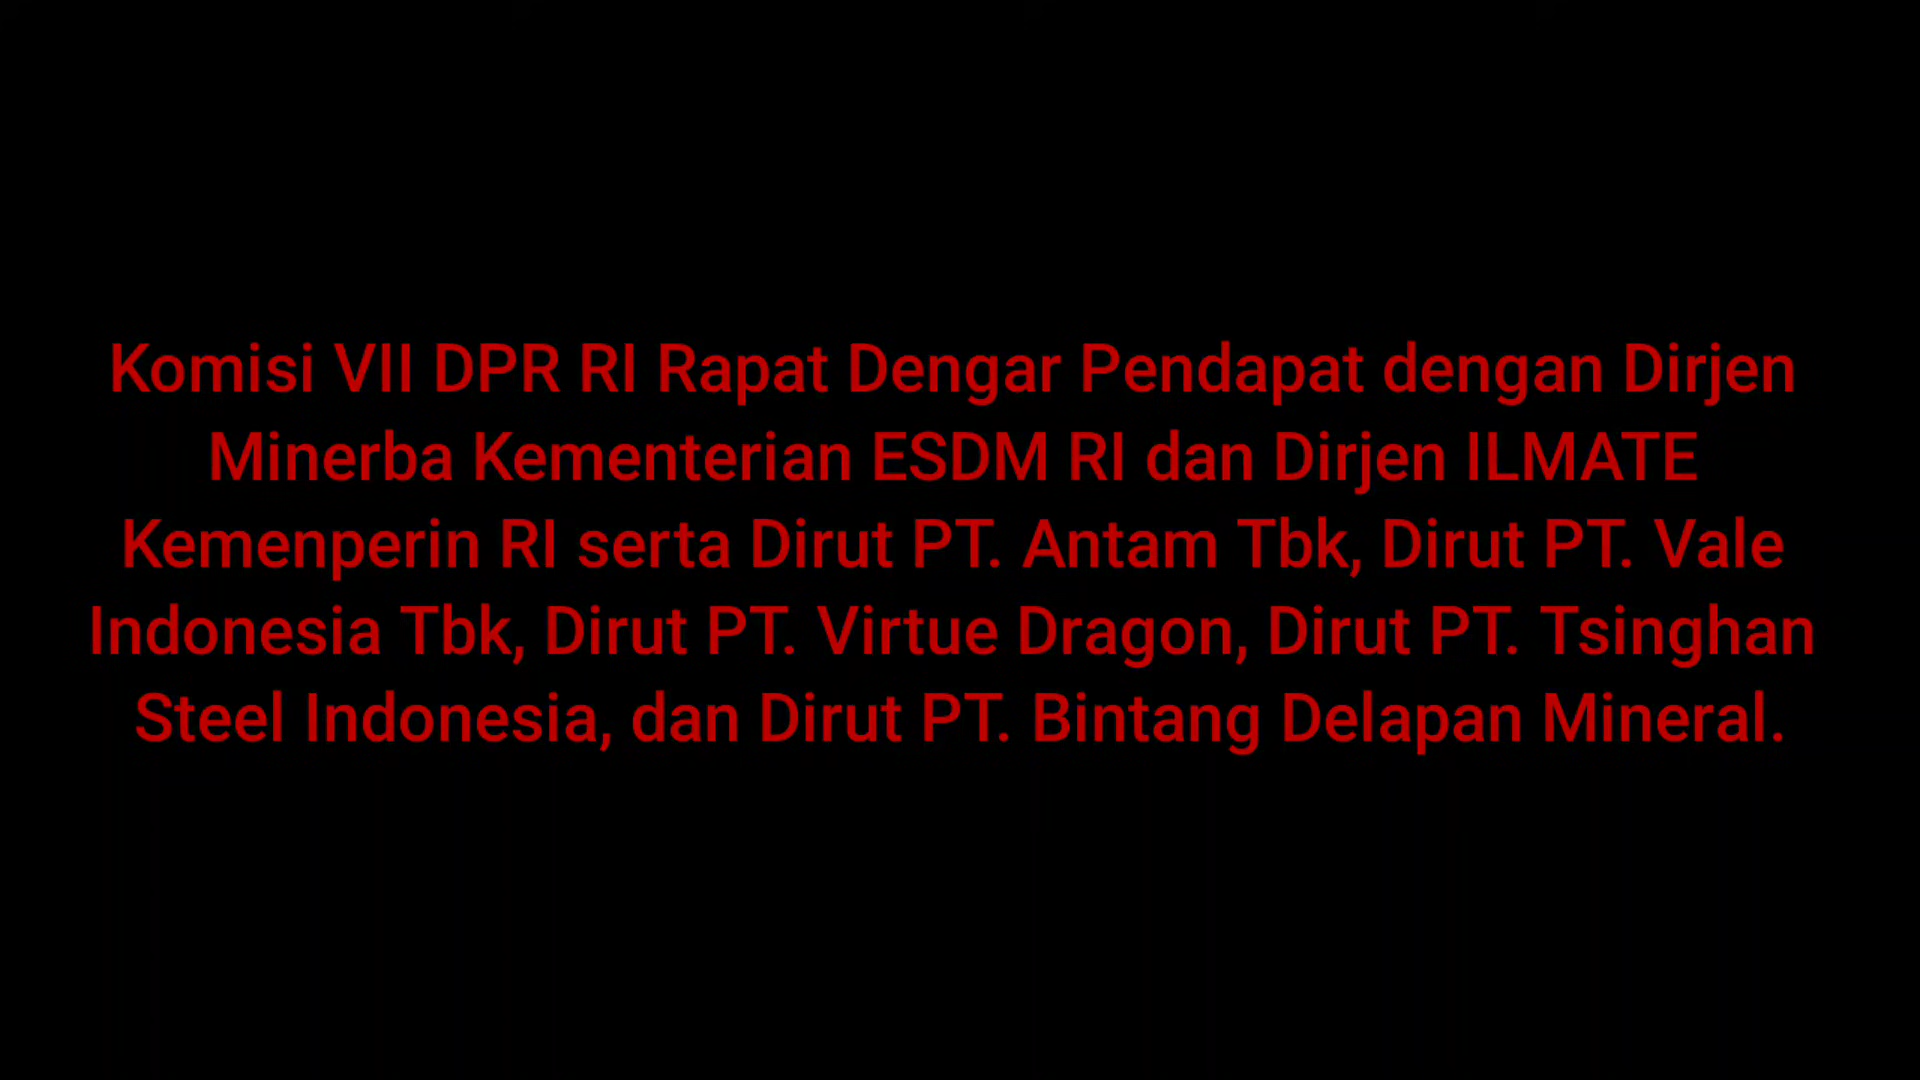 Komisi VII DPR RI Rapat Dengar Pendapat dengan Dirjen
Minerba Kementerian ESDM RI dan Dirjen ILMATE
Kemenperin RI serta Dirut PT. Antam Tbk, Dirut PT. Vale
Indonesia Tbk, Dirut PT. Virtue Dragon, Dirut PT. Tsinghan
Steel Indonesia, dan Dirut PT. Bintang Delapan Mineral.